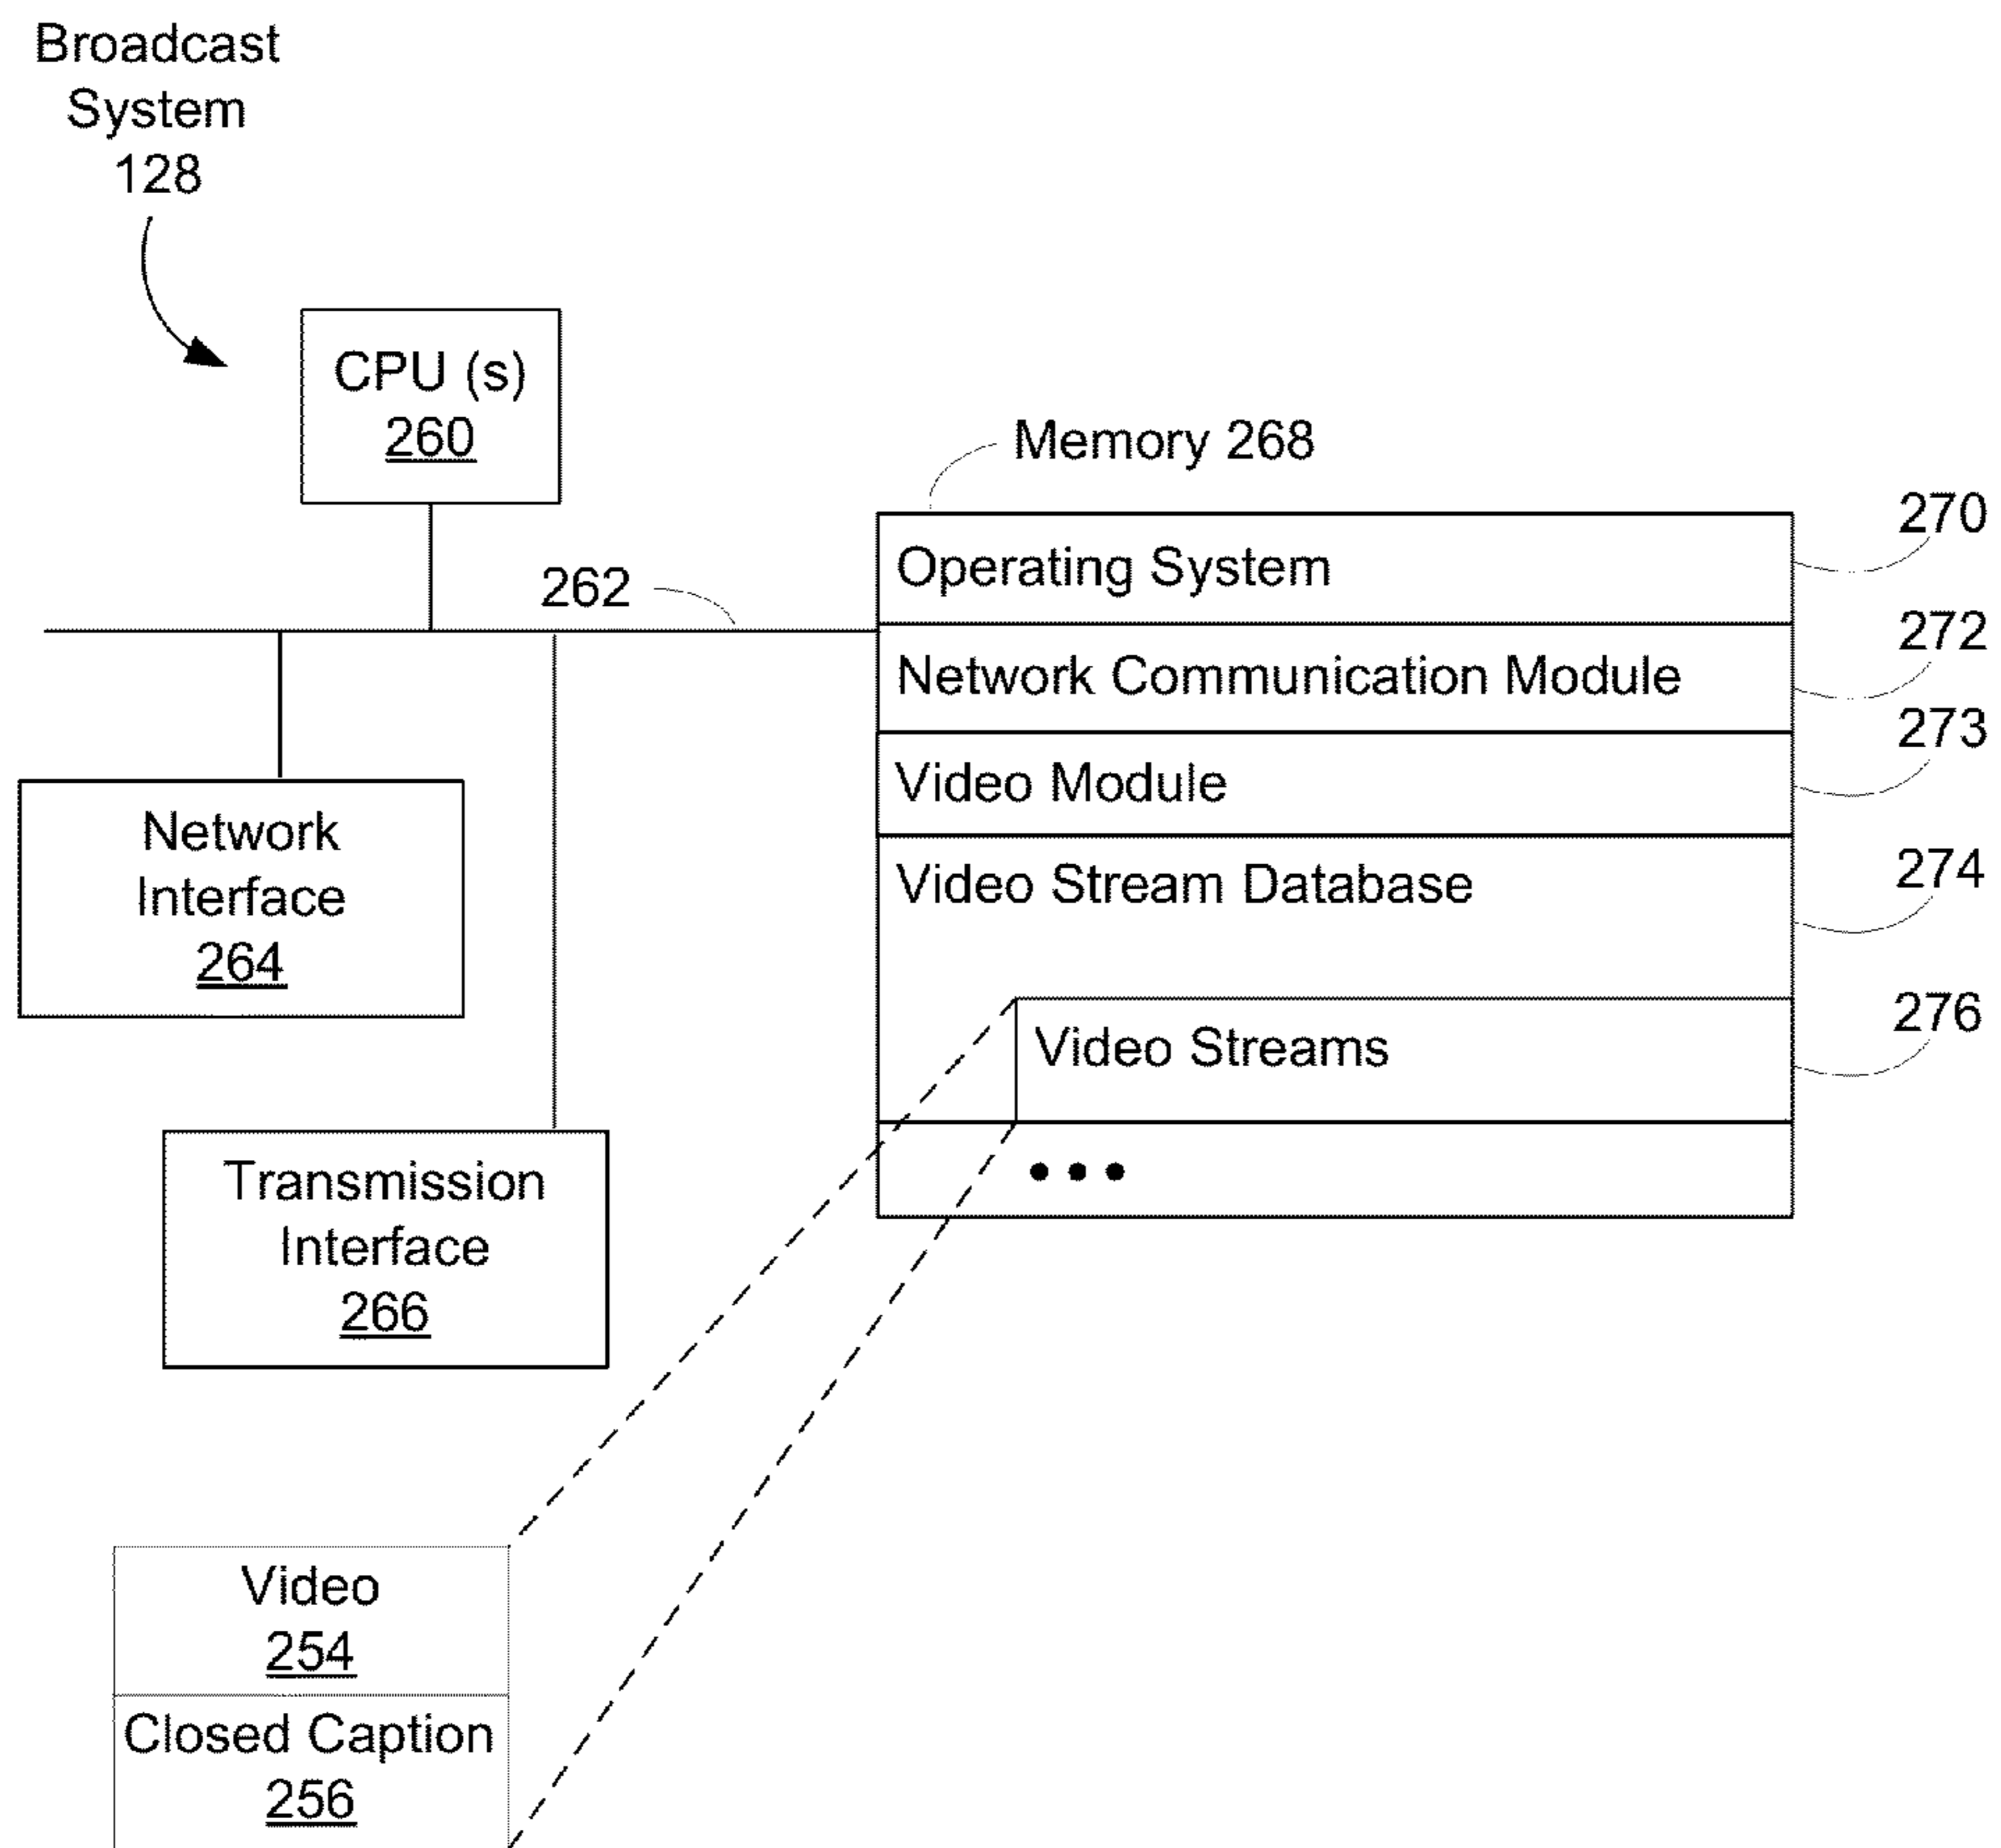 Broadcast
System
128
CPU (s)
260
Memory 268
262
Operating System
270
Network Communication Module
272
Video Module
273
Video Stream Database
274
Video Streams
276
•••
Network
Interface
264
Transmission
Interface
266
Video
254
Closed Caption
256